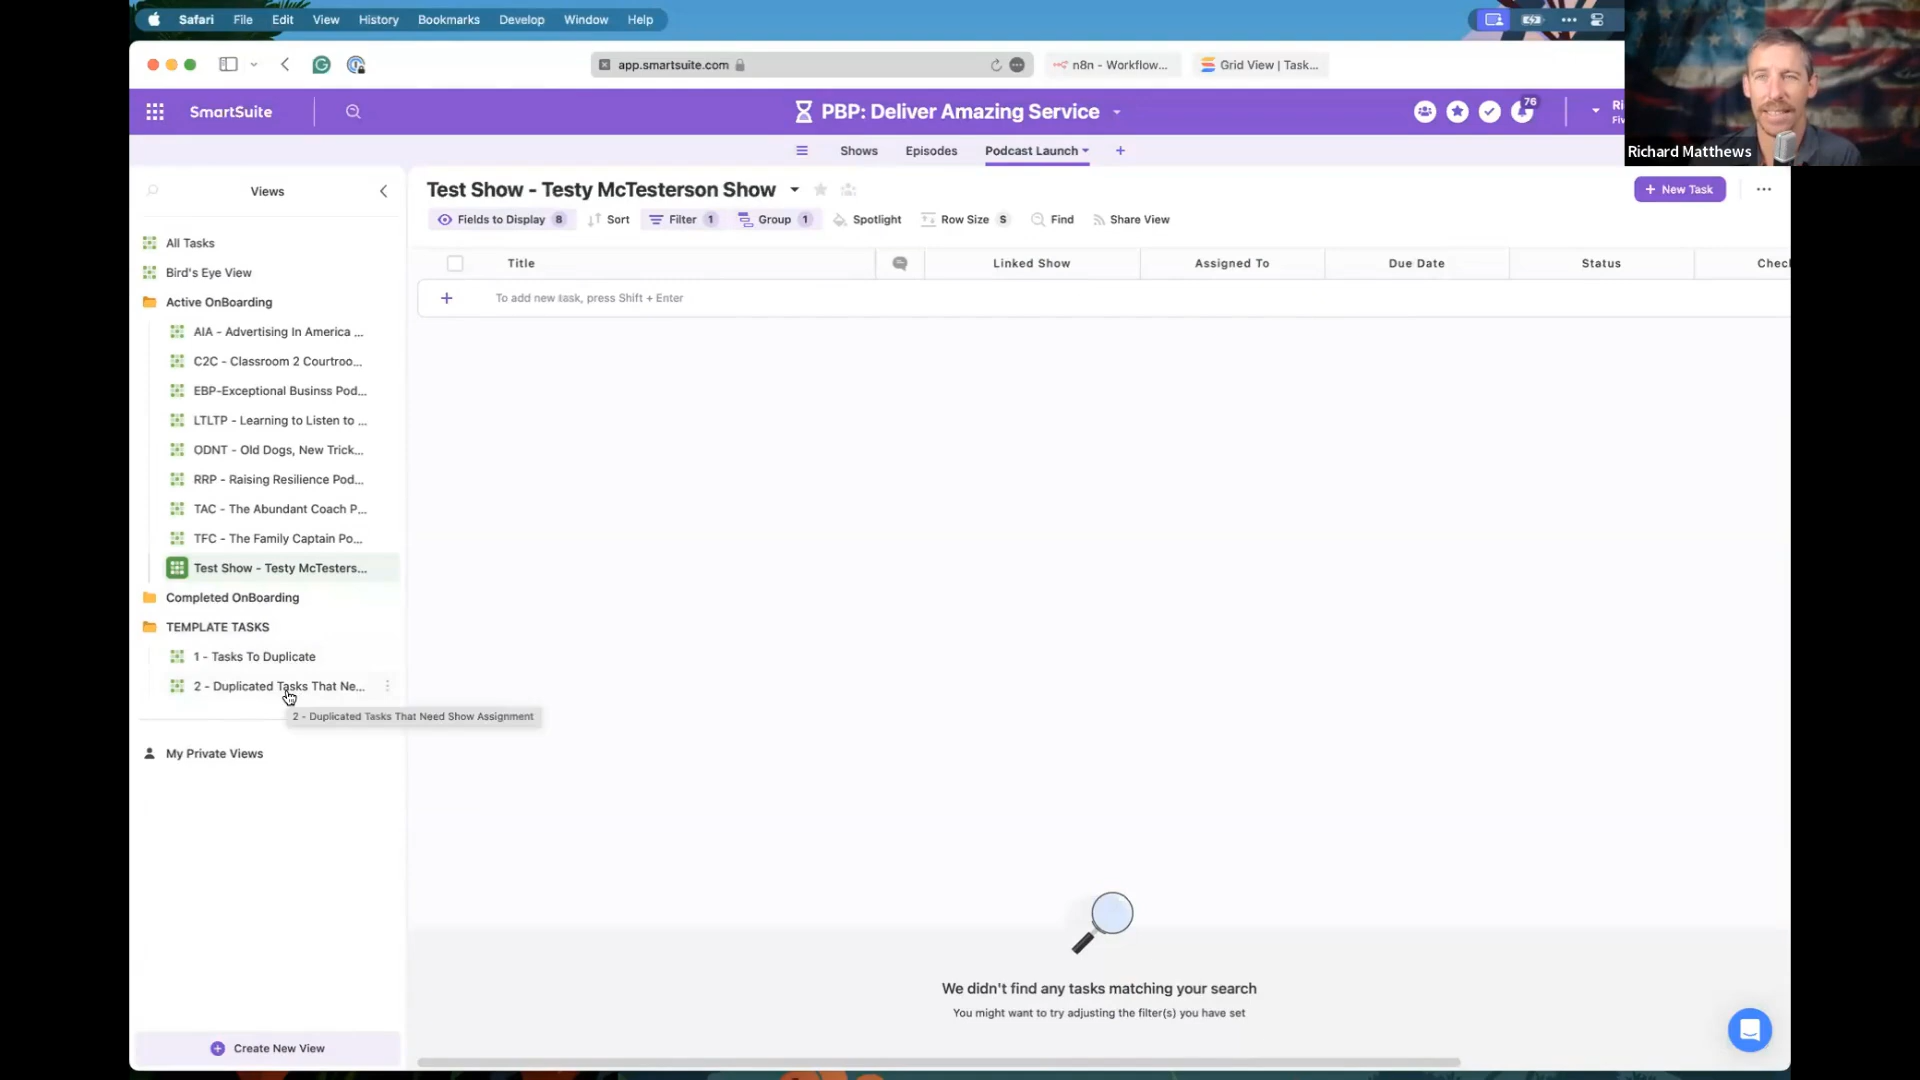 Safari File Edit View History Bookmarks Develop Window Help
app.smartsuite.com
n8n - Workflow...
Grid View | Task...
SmartSuite
PBP: Deliver Amazing Service
76
Ri
Fiv
Richard Matthews
Shows Episodes Podcast Launch
Views
Test Show - Testy McTesterson Show
New Task
Fields to Display 8 Sort Filter 1 Group 1 Spotlight Row Size S Find Share View
All Tasks
Bird's Eye View
Active OnBoarding
AIA - Advertising In America ...
C2C - Classroom 2 Courtroo...
EBP-Exceptional Businss Pod...
LTLTP - Learning to Listen to ...
ODNT - Old Dogs, New Trick...
RRP - Raising Resilience Pod...
TAC - The Abundant Coach P...
TFC - The Family Captain Po...
Test Show - Testy McTesters...
Completed OnBoarding
TEMPLATE TASKS
1 - Tasks To Duplicate
2 - Duplicated Tasks That Ne...
2 - Duplicated Tasks That Need Show Assignment
My Private Views
Create New View
Title Linked Show Assigned To Due Date Status Chec
To add new task, press Shift + Enter
We didn't find any tasks matching your search
You might want to try adjusting the filter(s) you have set